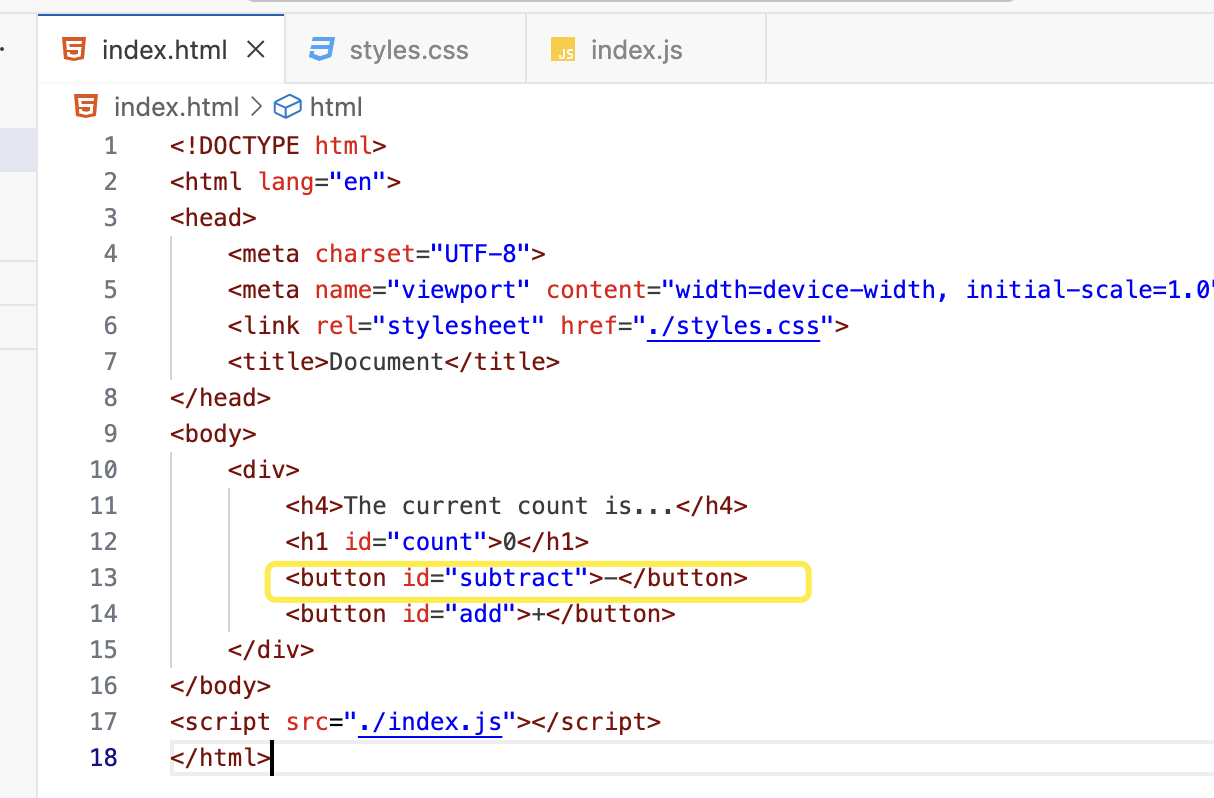 index.html × styles.css JS index.js
index.html > html
1 <!DOCTYPE html>
2 <html lang="en">
3 <head>
4     <meta charset="UTF-8">
5     <meta name="viewport" content="width=device-width, initial-scale=1.0"
6     <link rel="stylesheet" href="./styles.css">
7     <title>Document</title>
8 </head>
9 <body>
10     <div>
11         <h4>The current count is...</h4>
12         <h1 id="count">0</h1>
13         <button id="subtract">-</button>
14         <button id="add">+</button>
15     </div>
16 </body>
17 <script src="./index.js"></script>
18 </html>